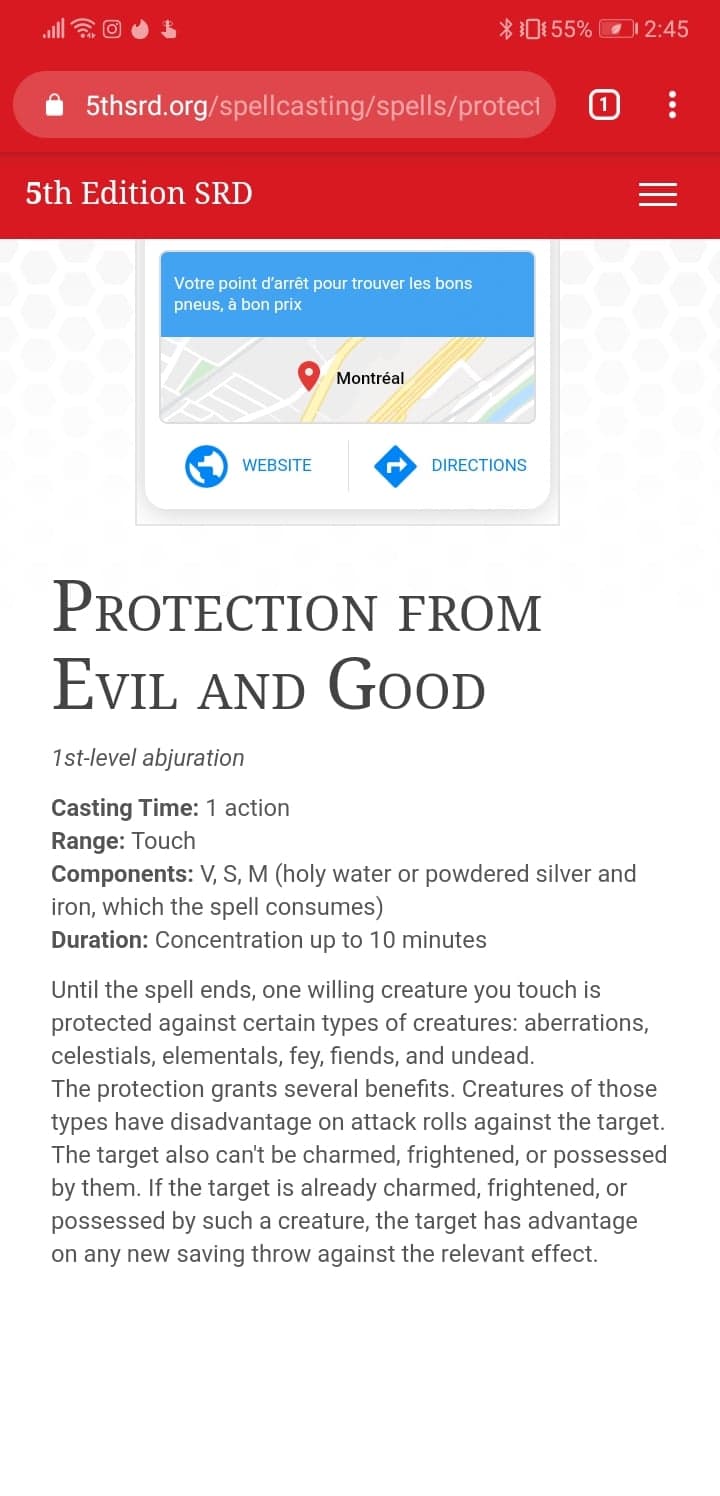 55% 2:45
5thsrd.org/spellcasting/spells/protect
1
5th Edition SRD
Votre point d'arrêt pour trouver les bons
pneus, à bon prix
Montréal
WEBSITE DIRECTIONS
Protection from
Evil and Good
1st-level abjuration
Casting Time: 1 action
Range: Touch
Components: V, S, M (holy water or powdered silver and
iron, which the spell consumes)
Duration: Concentration up to 10 minutes
Until the spell ends, one willing creature you touch is
protected against certain types of creatures: aberrations,
celestials, elementals, fey, fiends, and undead.
The protection grants several benefits. Creatures of those
types have disadvantage on attack rolls against the target.
The target also can't be charmed, frightened, or possessed
by them. If the target is already charmed, frightened, or
possessed by such a creature, the target has advantage
on any new saving throw against the relevant effect.